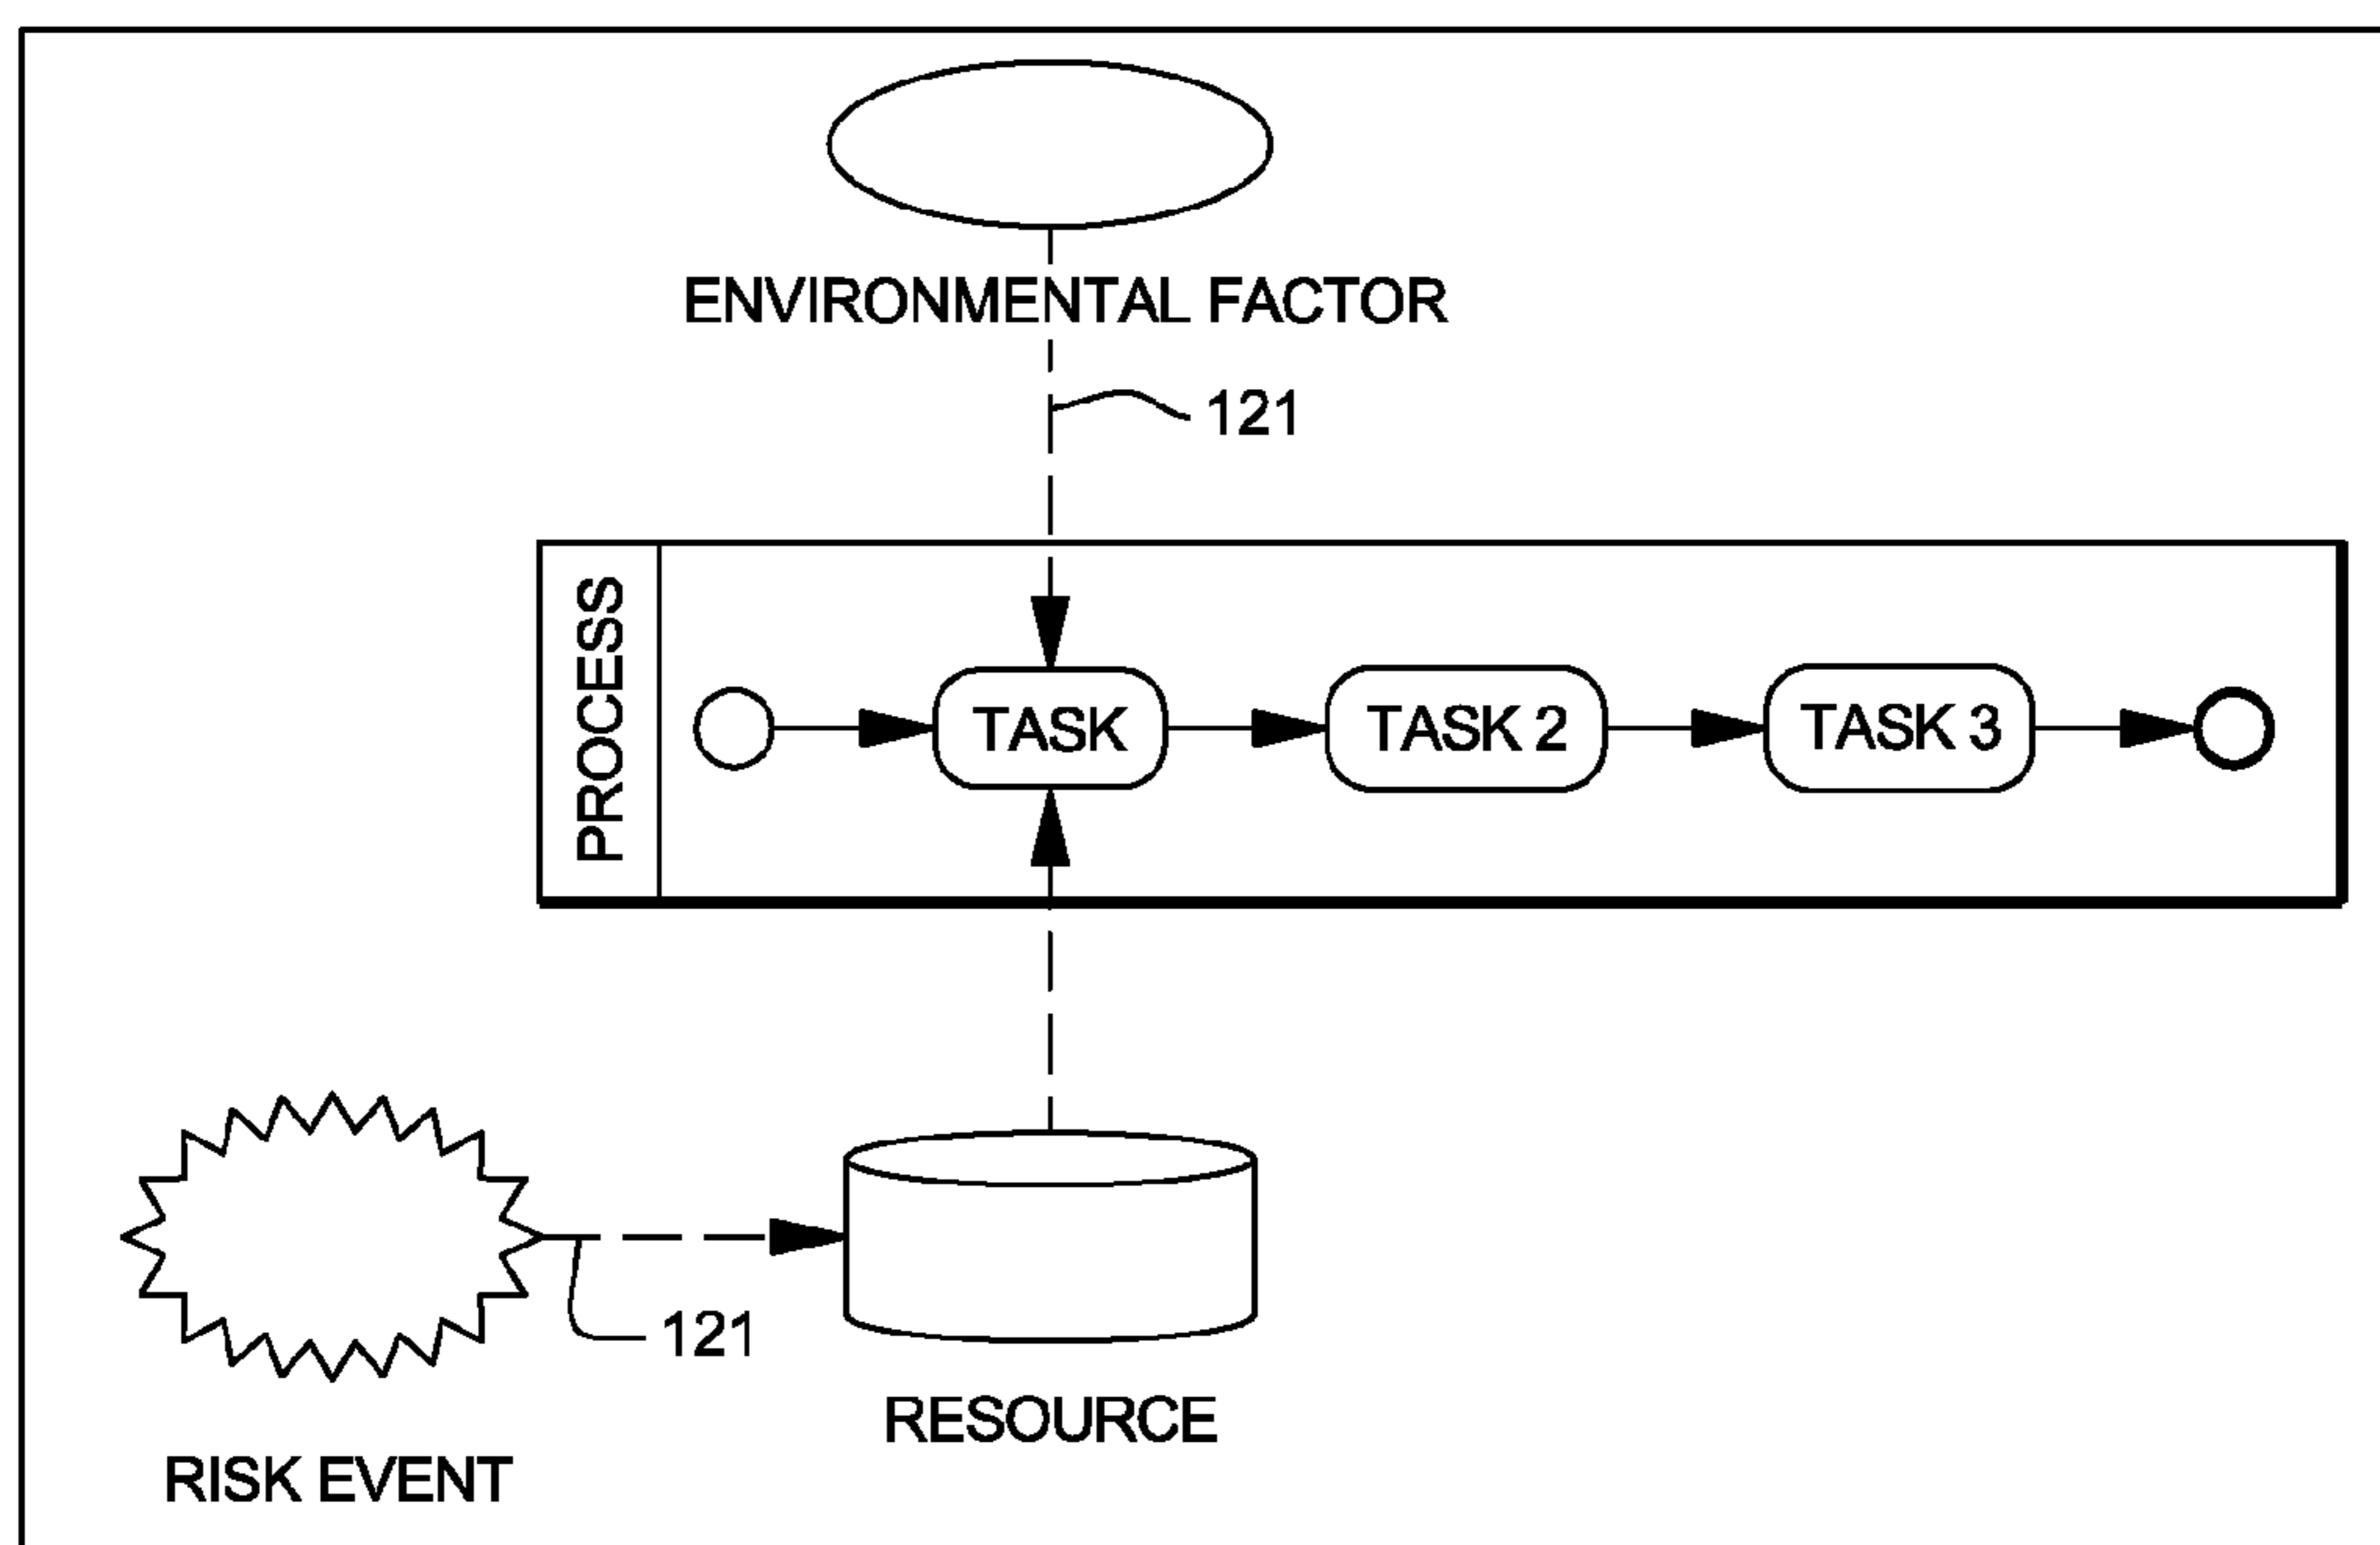 ENVIRONMENTAL FACTOR
121
PROCESS
TASK
TASK 2
TASK 3
121
RESOURCE
RISK EVENT